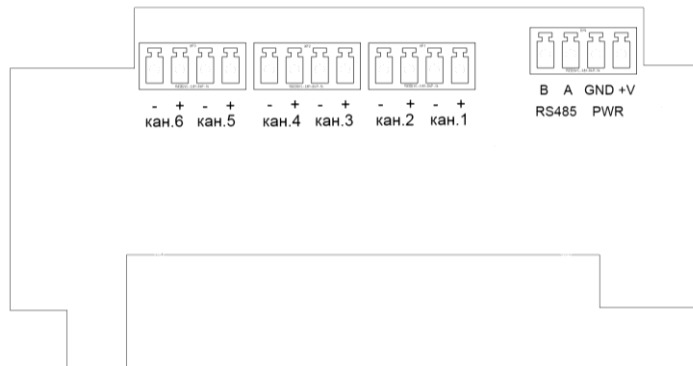 - + - + - + - + - + - +
кан.6 кан.5 кан.4 кан.3 кан.2 кан.1
B A GND +V
RS485 PWR